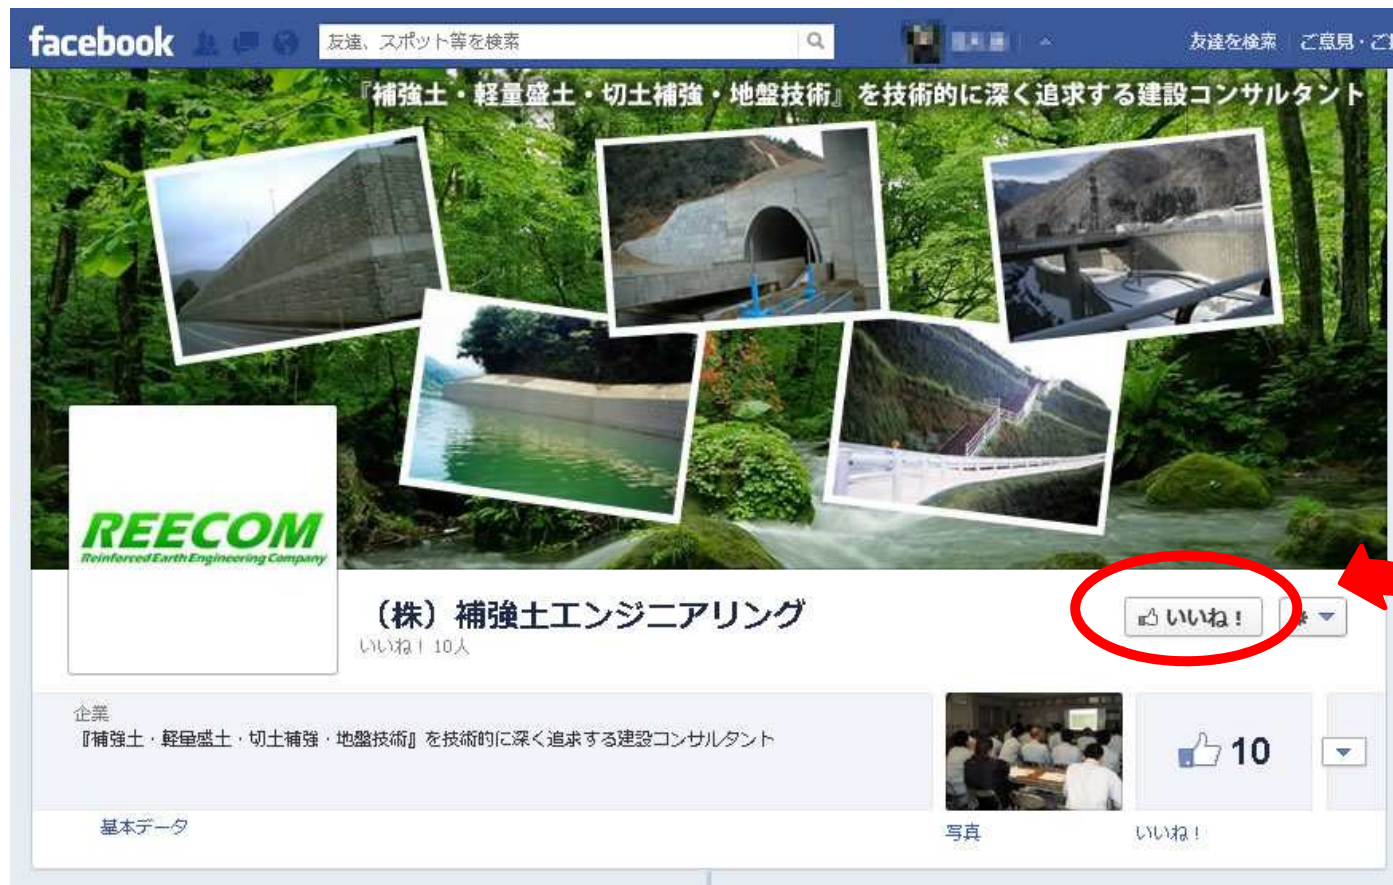 facebook
友達、スポット等を検索
友達を検索 ご意見・ご
『補強土・軽量盛土・切土補強・地盤技術』を技術的に深く追求する建設コンサルタント
REECOM
Reinforced Earth Engineering Company
（株）補強土エンジニアリング
いいね！
いいね！10人
企業
『補強土・軽量盛土・切土補強・地盤技術』を技術的に深く追求する建設コンサルタント
10
基本データ
写真
いいね！